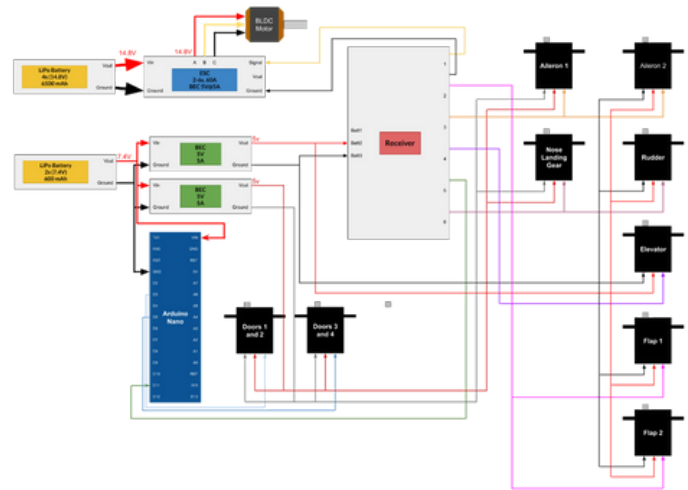 BLDC
Motor
14.8V
14.8V
A B C
LiPo Battery
4s (14.8V)
6500 mAh
Vout
Ground
Vin
Ground
ESC
BEC 5V@5A
Signal
Vout
Ground
LiPo Battery
2s (7.4V)
600 mAh
Vout
Ground
7.4V
Vin
Ground
BEC
5V
5A
Vout
Ground
5v
Vin
Ground
BEC
5V
5A
Vout
Ground
5v
Receiver
Batt1
Batt2
Batt3
1
2
3
4
5
6
Aileron 1
Aileron 2
Nose
Landing
Gear
Rudder
Elevator
Flap 1
Flap 2
Arduino
Nano
Doors 1
and 2
Doors 3
and 4